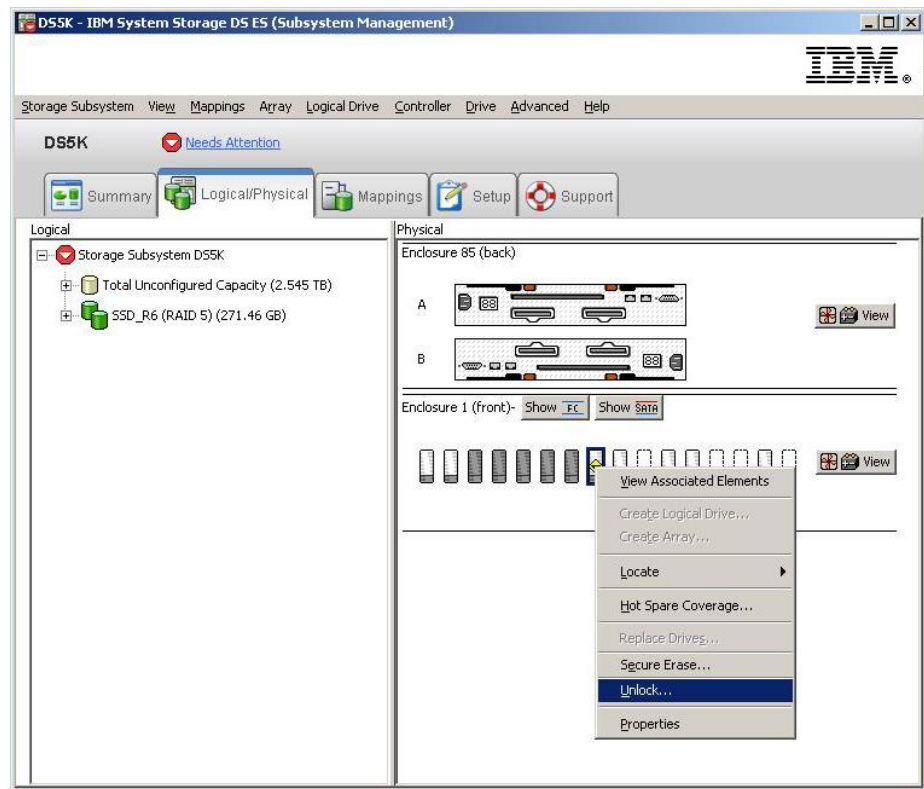 DS5K - IBM System Storage DS ES (Subsystem Management)
IBM®
Storage Subsystem View Mappings Array Logical Drive Controller Drive Advanced Help
DS5K Needs Attention
Summary Logical/Physical Mappings Setup Support
Logical
Storage Subsystem DS5K
Total Unconfigured Capacity (2.545 TB)
SSD_R6 (RAID 5) (271.46 GB)
Physical
Enclosure 85 (back)
A
88
View
B
88
Enclosure 1 (front)- Show FC Show SATA
View
View Associated Elements
Create Logical Drive...
Create Array...
Locate
Hot Spare Coverage...
Replace Drives...
Secure Erase...
Unlock...
Properties